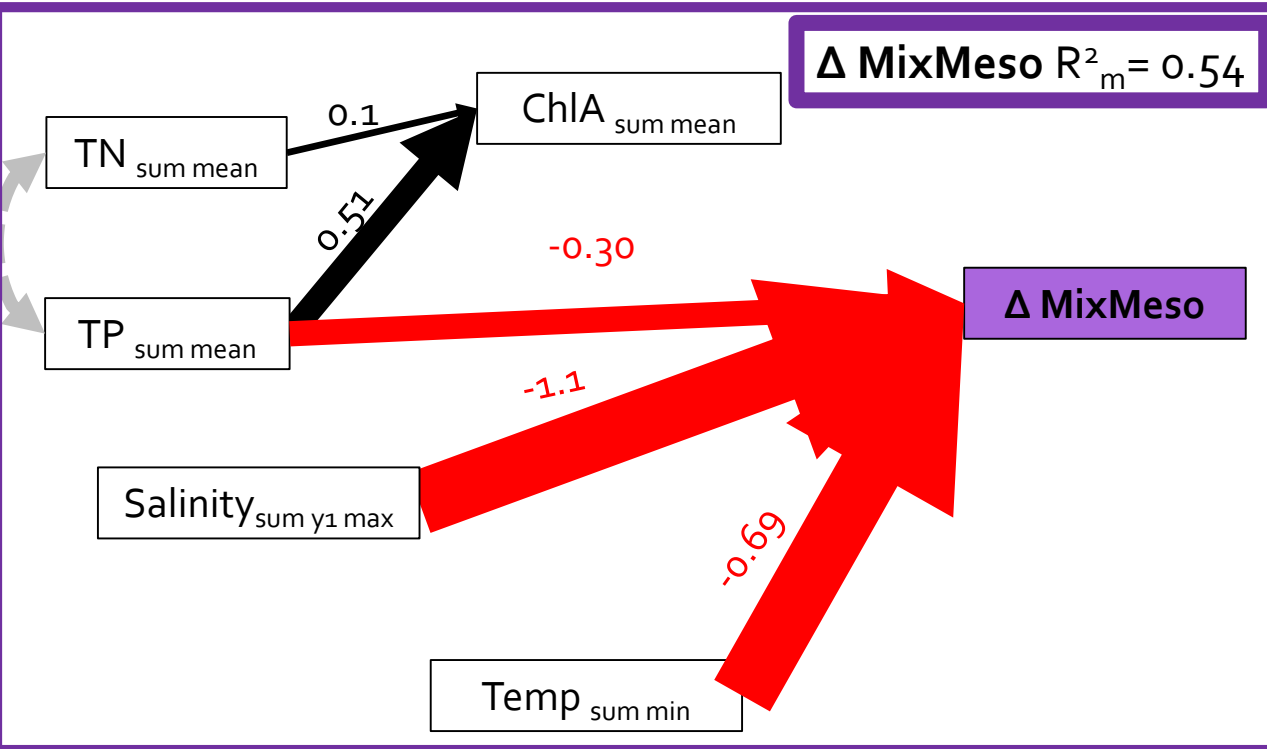 Δ MixMeso R²m= 0.54
ChlA sum mean
0.1
TN sum mean
0.51
-0.30
Δ MixMeso
TP sum mean
-1.1
Salinity sum y1 max
-0.69
Temp sum min